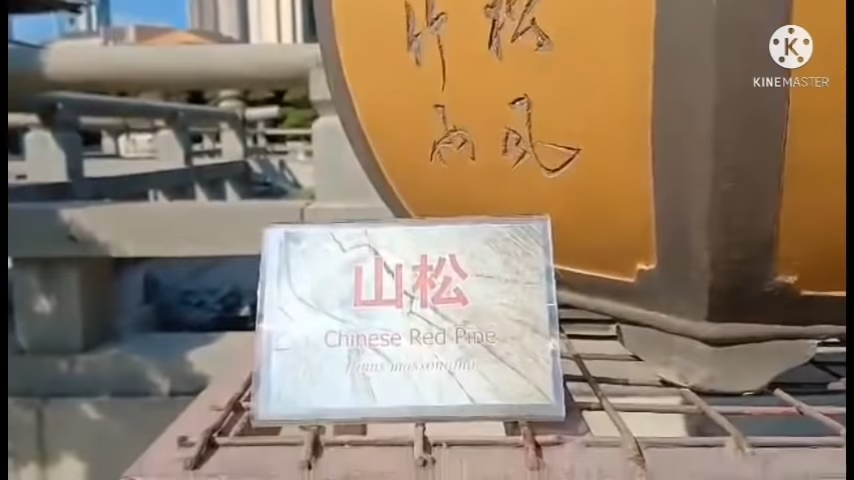 松风
竹雨
山松
Chinese Red Pine
Pinus massoniana
KINEMASTER